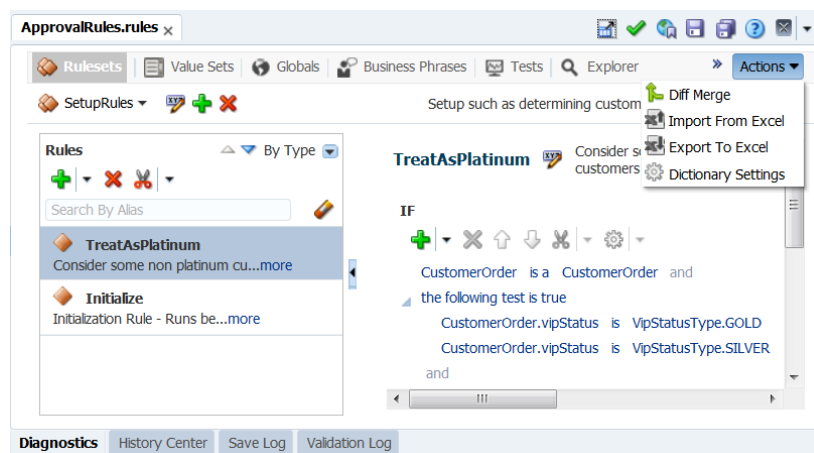 ApprovalRules.rules
Rulesets Value Sets Globals Business Phrases Tests Explorer » Actions
SetupRules Setup such as determining custom
Diff Merge
Import From Excel
Export To Excel
Dictionary Settings
Rules By Type
Search By Alias
TreatAsPlatinum
Consider some non platinum cu...more
Initialize
Initialization Rule - Runs be...more
TreatAsPlatinum Consider s
customers
IF
CustomerOrder is a CustomerOrder and
the following test is true
CustomerOrder.vipStatus is VipStatusType.GOLD
CustomerOrder.vipStatus is VipStatusType.SILVER
and
Diagnostics History Center Save Log Validation Log